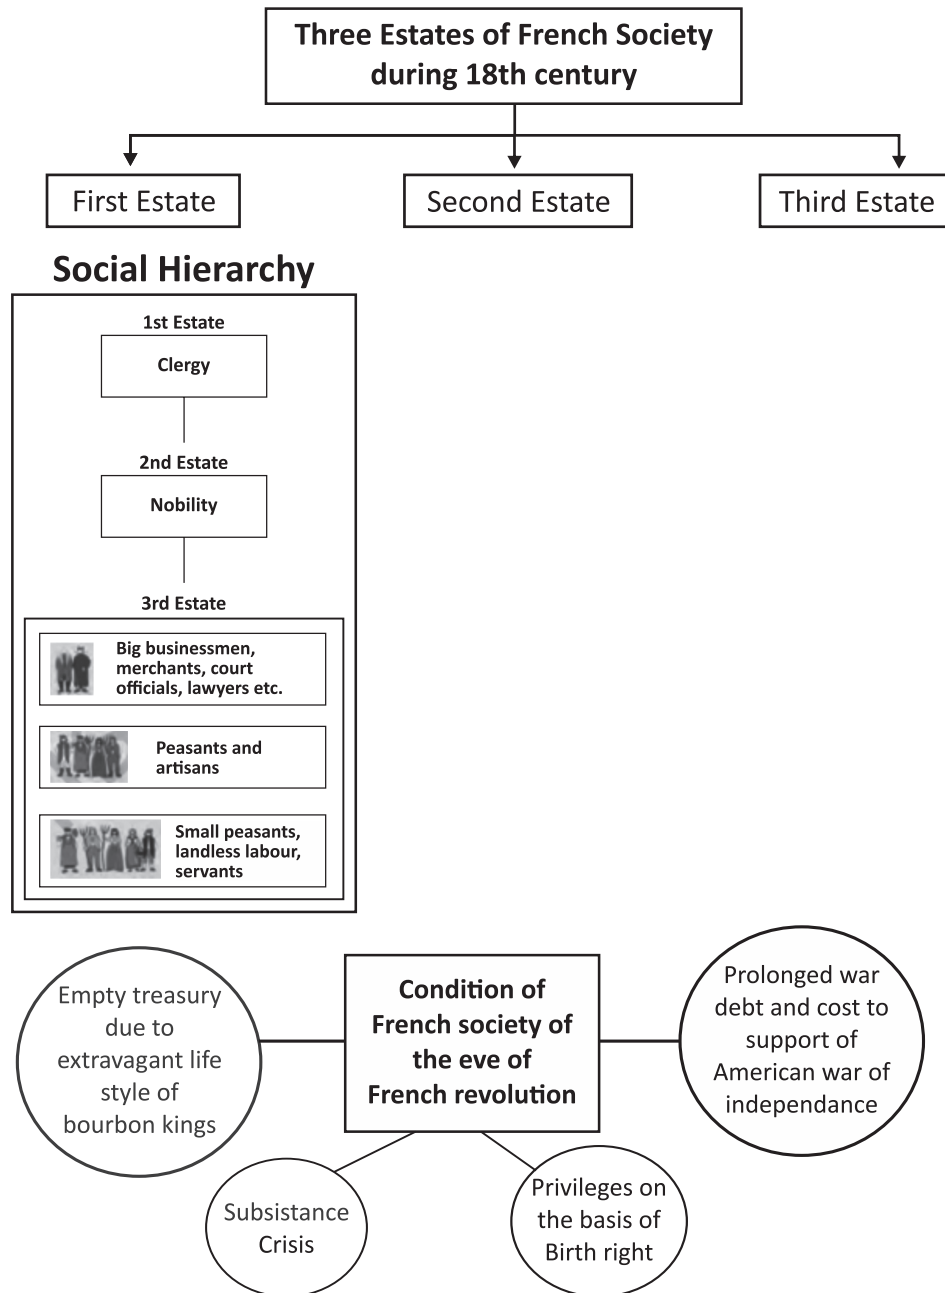 Three Estates of French Society
during 18th century
First Estate
Second Estate
Third Estate
Social Hierarchy
1st Estate
Clergy
2nd Estate
Nobility
3rd Estate
Big businessmen,
merchants, court
officials, lawyers etc.
Peasants and
artisans
Small peasants,
landless labour,
servants
Empty treasury
due to
extravagant life
style of
bourbon kings
Condition of
French society of
the eve of
French revolution
Prolonged war
debt and cost to
support of
American war of
independance
Subsistance
Crisis
Privileges on
the basis of
Birth right